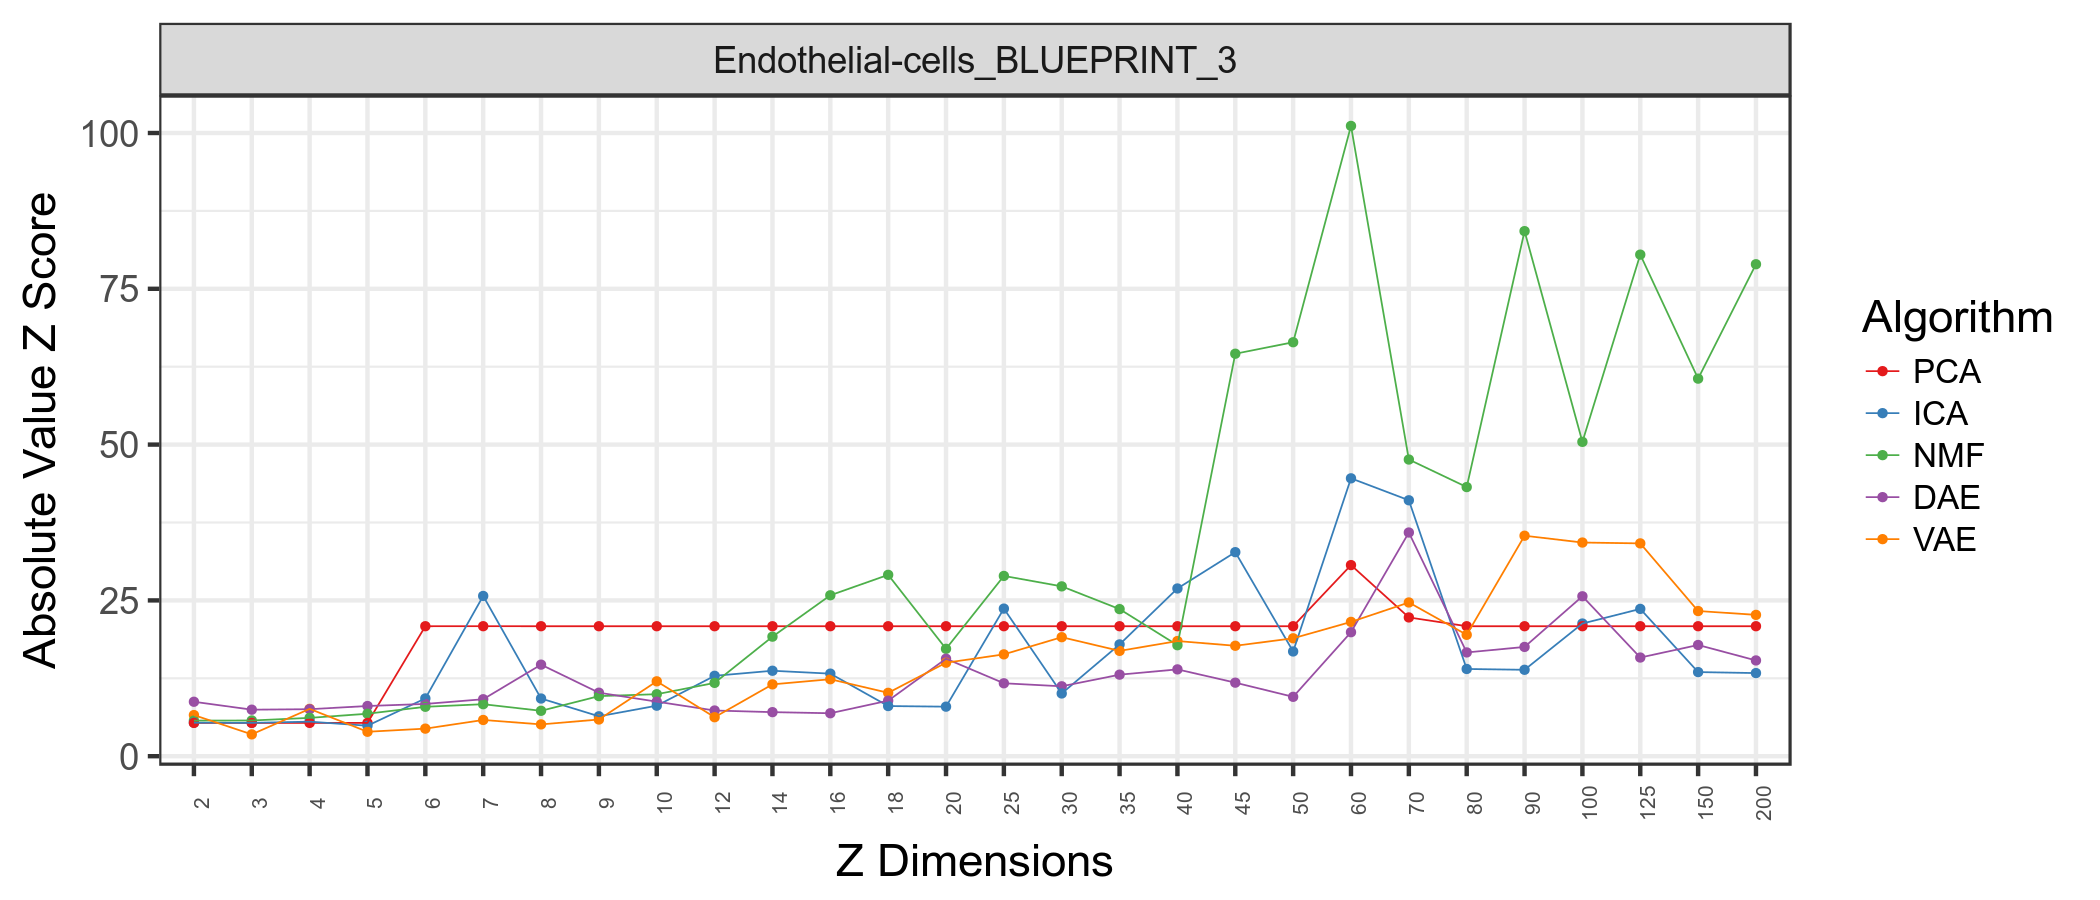 Endothelial-cells_BLUEPRINT_3
100
75
50
25
0
Absolute Value Z Score
2 3 4 5 6 7 8 9 10 12 14 16 18 20 25 30 35 40 45 50 60 70 80 90 100 125 150 200
Z Dimensions
Algorithm
PCA
ICA
NMF
DAE
VAE